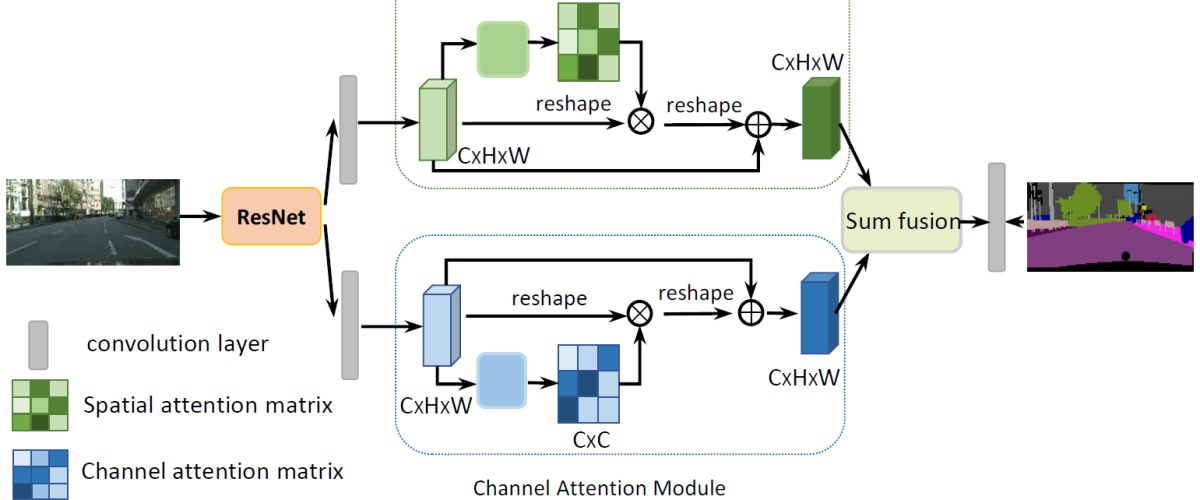 CxHxW
reshape
reshape
CxHxW
ResNet
Sum fusion
reshape
reshape
convolution layer
CxHxW
CxHxW
Spatial attention matrix
CxC
Channel attention matrix
Channel Attention Module